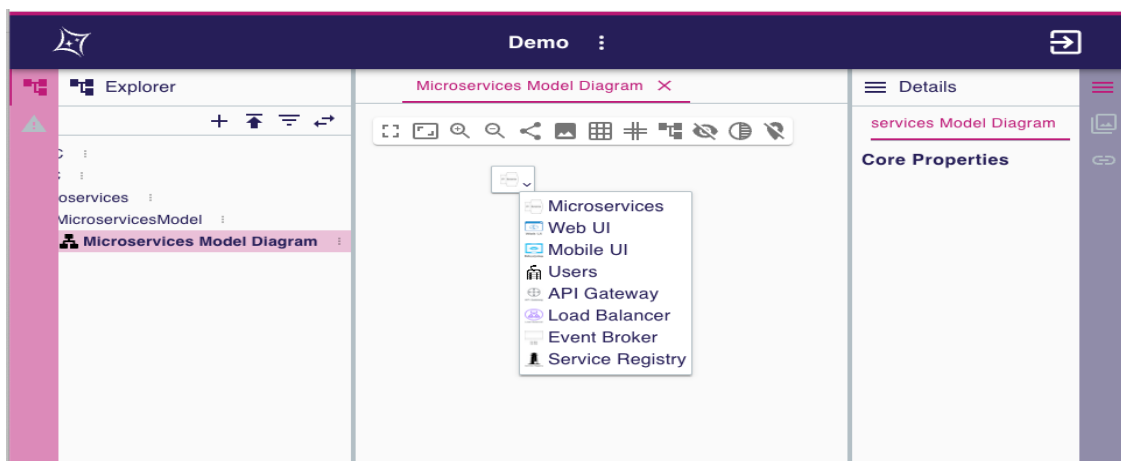 Demo
Explorer
Microservices Model Diagram
Details
services Model Diagram
Core Properties
C
oservices
MicroservicesModel
Microservices Model Diagram
Microservices
Web UI
Mobile UI
Users
API Gateway
Load Balancer
Event Broker
Service Registry